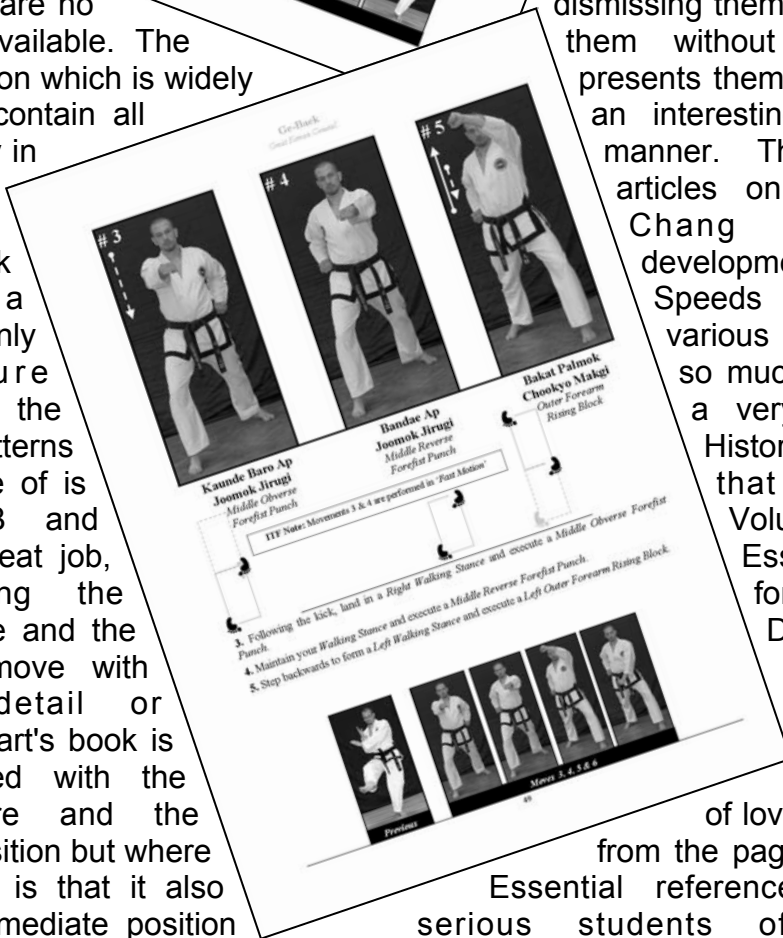 are no
vailable. The
on which is widely
contain all
in
k
a
nly
ure
the
tterns
e of is
3 and
eat job,
ng the
e and the
move with
detail or
art's book is
ed with the
re and the
sition but where
is that it also
mmediate position
Ge-Baek
#3
#4
#5
Kaunde Baro Ap
Joomok Jirugi
Middle Obverse
Forefist Punch
Bandae Ap
Joomok Jirugi
Middle Reverse
Forefist Punch
Bakat Palmok
Chookyo Makgi
Outer Forearm
Rising Block
ITF Note: Movements 3 & 4 are performed in 'Fast Motion'
3. Following the kick, land in a Right Walking Stance and execute a Middle Obverse Forefist
Punch.
4. Maintain your Walking Stance and execute a Middle Reverse Forefist Punch.
5. Step backwards to form a Left Walking Stance and execute a Left Outer Forearm Rising Block.
Previous
Moves 3, 4, 5 & 6
49
dismissing them
them without
presents them
an interestin
manner. Th
articles on
Chang
developme
Speeds
various
so muc
a very
Histor
that
Volu
Ess
for
D
of lov
from the pag
Essential reference
serious students of